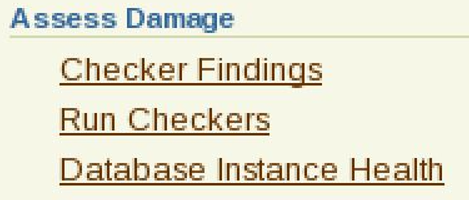 Assess Damage
Checker Findings
Run Checkers
Database Instance Health